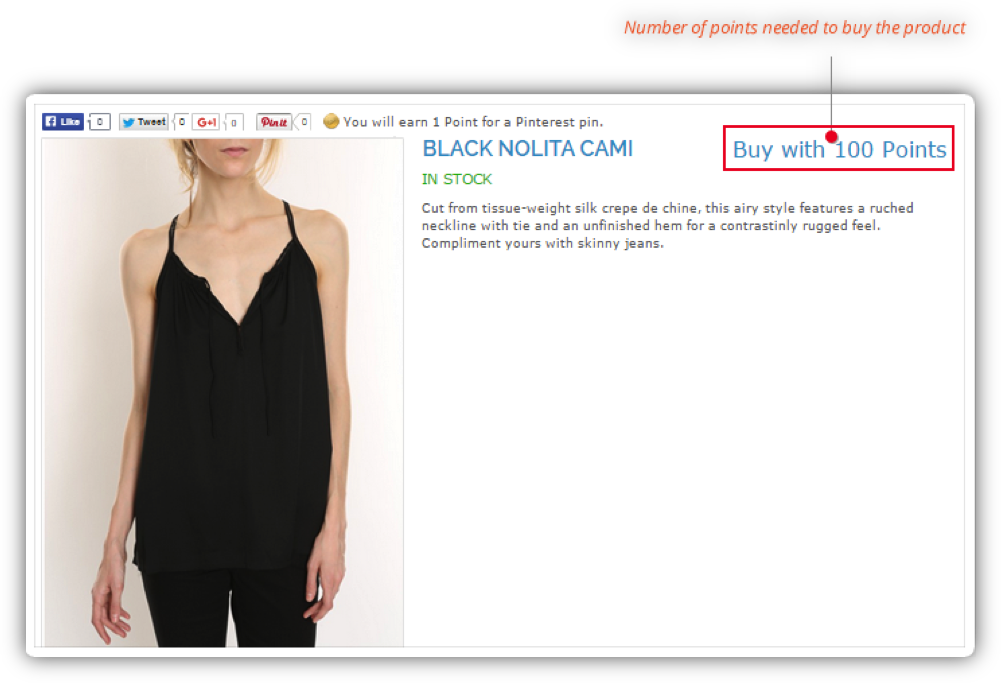 Number of points needed to buy the product
Like 0 Tweet 0 G+1 0 Pin it 0 You will earn 1 Point for a Pinterest pin.
BLACK NOLITA CAMI
Buy with 100 Points
IN STOCK
Cut from tissue-weight silk crepe de chine, this airy style features a ruched
neckline with tie and an unfinished hem for a contrastinly rugged feel.
Compliment yours with skinny jeans.